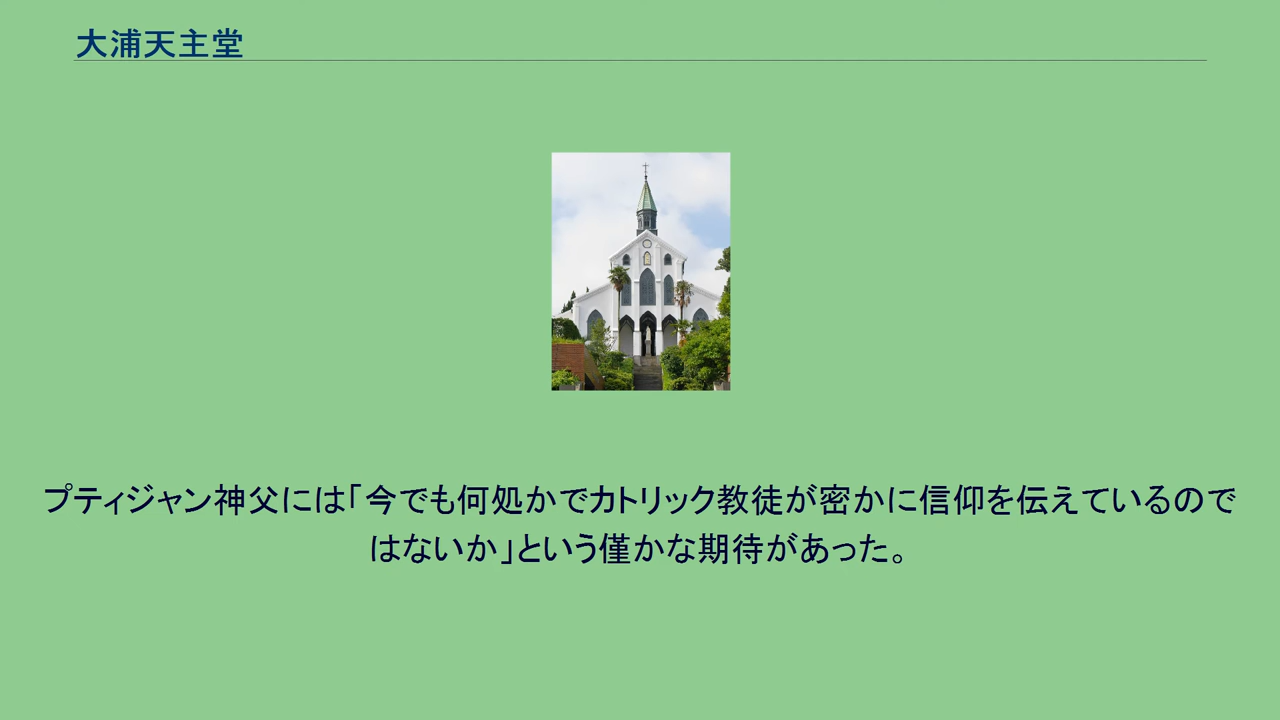 大浦天主堂
プティジャン神父には「今でも何処かでカトリック教徒が密かに信仰を伝えているので
はないか」という僅かな期待があった。